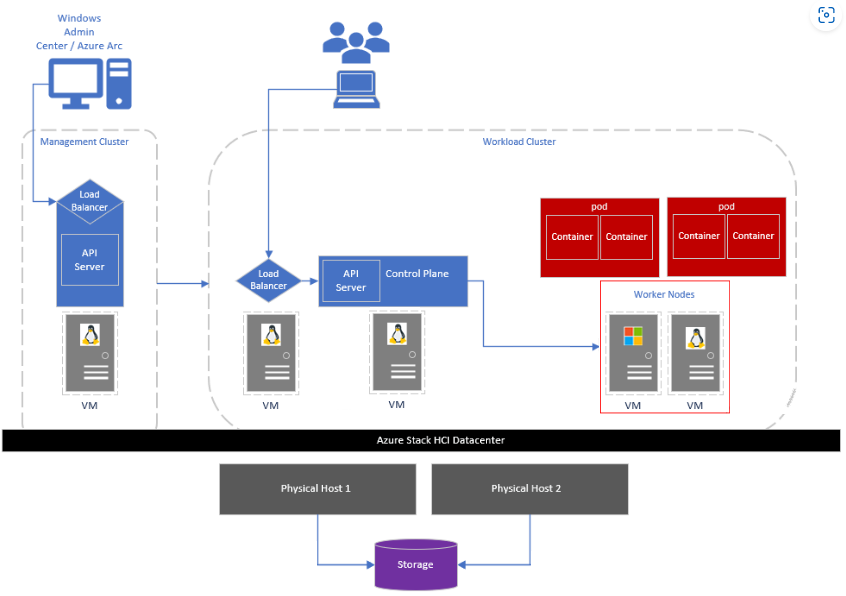 Windows
Admin
Center / Azure Arc
Management Cluster
Workload Cluster
Load
Balancer
API
Server
VM
Load
Balancer
API
Server
Control Plane
VM
VM
pod
Container
Container
pod
Container
Container
Worker Nodes
VM
VM
Azure Stack HCI Datacenter
Physical Host 1
Physical Host 2
Storage